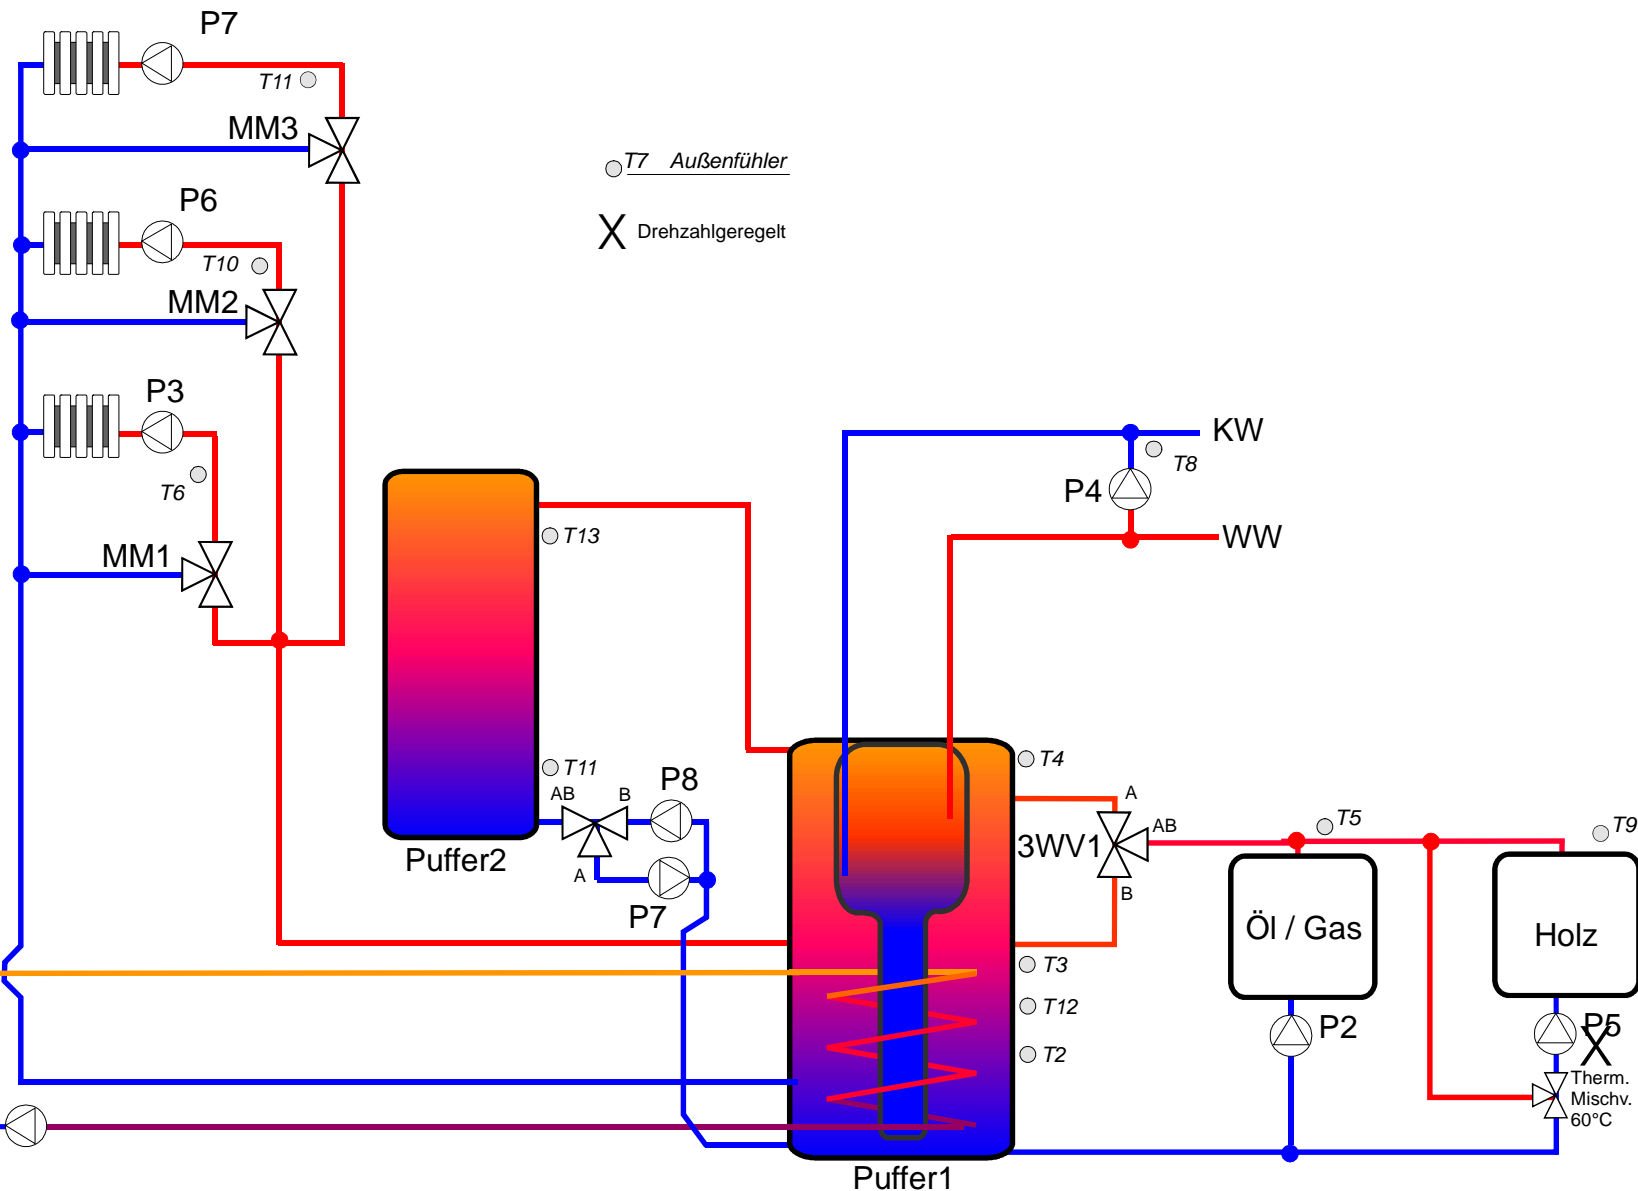 P7
T11
MM3
T7 Außenfühler
P6
X Drehzahlgeregelt
T10
MM2
P3
KW
T8
T6
P4
T13
WW
MM1
T4
T11
P8
AB
B
A
AB
T5
T9
3WV1
Puffer2
A
B
P7
Öl / Gas
Holz
T3
T12
P2
P5
X
T2
Therm.
Mischv.
60°C
Puffer1